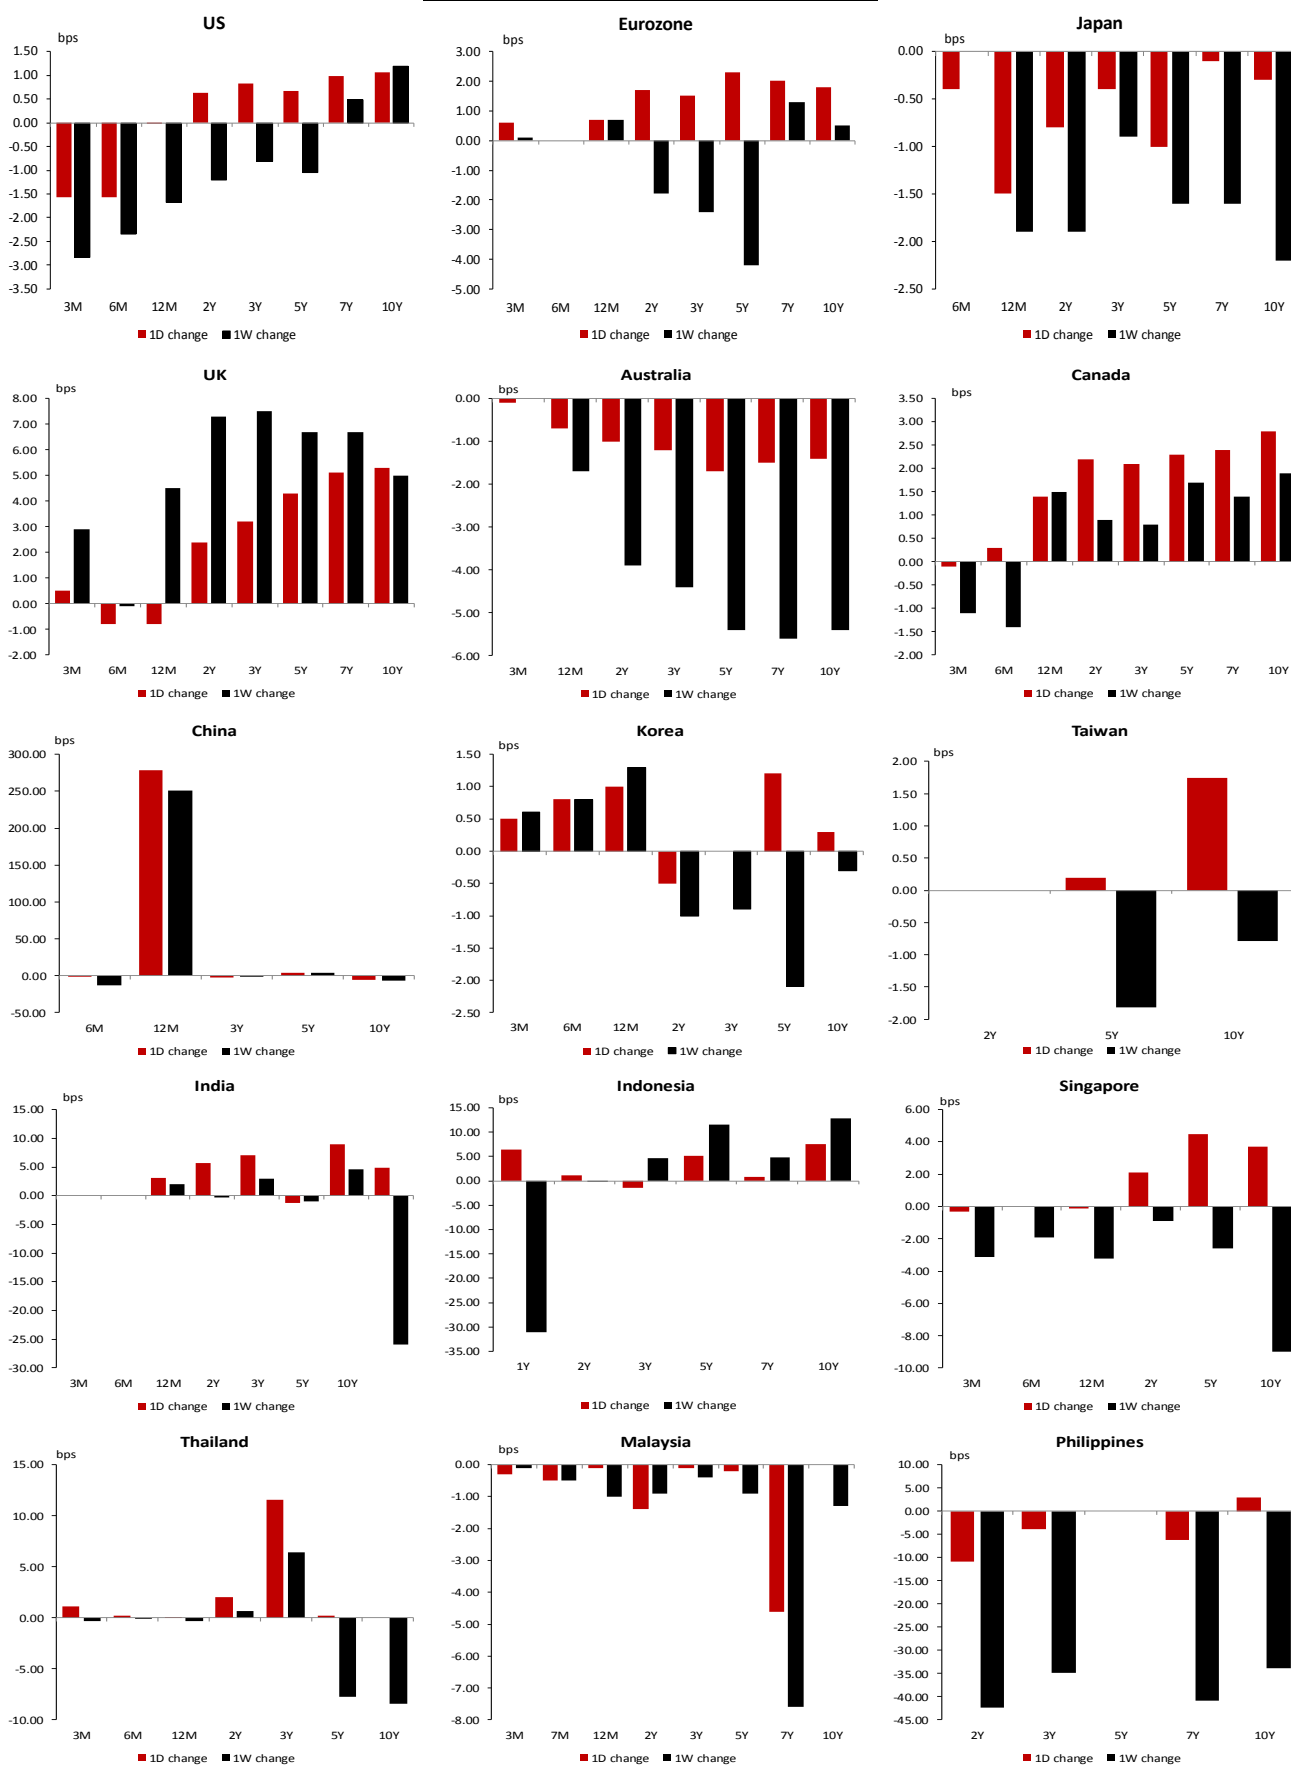 US
bps
1.50
1.00
0.50
0.00
-0.50
-1.00
-1.50
-2.00
-2.50
-3.00
-3.50
3M 6M 12M 2Y 3Y 5Y 7Y 10Y
1D change 1W change
Eurozone
bps
3.00
2.00
1.00
0.00
-1.00
-2.00
-3.00
-4.00
-5.00
3M 6M 12M 2Y 3Y 5Y 7Y 10Y
1D change 1W change
Japan
bps
0.00
-0.50
-1.00
-1.50
-2.00
-2.50
6M 12M 2Y 3Y 5Y 7Y 10Y
1D change 1W change
UK
bps
8.00
7.00
6.00
5.00
4.00
3.00
2.00
1.00
0.00
-1.00
-2.00
3M 6M 12M 2Y 3Y 5Y 7Y 10Y
1D change 1W change
Australia
bps
0.00
-1.00
-2.00
-3.00
-4.00
-5.00
-6.00
3M 12M 2Y 3Y 5Y 7Y 10Y
1D change 1W change
Canada
bps
3.50
3.00
2.50
2.00
1.50
1.00
0.50
0.00
-0.50
-1.00
-1.50
-2.00
3M 6M 12M 2Y 3Y 5Y 7Y 10Y
1D change 1W change
China
bps
300.00
250.00
200.00
150.00
100.00
50.00
0.00
-50.00
6M 12M 3Y 5Y 10Y
1D change 1W change
Korea
bps
1.50
1.00
0.50
0.00
-0.50
-1.00
-1.50
-2.00
-2.50
3M 6M 12M 2Y 3Y 5Y 10Y
1D change 1W change
Taiwan
bps
2.00
1.50
1.00
0.50
0.00
-0.50
-1.00
-1.50
-2.00
2Y 5Y 10Y
1D change 1W change
India
bps
15.00
10.00
5.00
0.00
-5.00
-10.00
-15.00
-20.00
-25.00
-30.00
3M 6M 12M 2Y 3Y 5Y 10Y
1D change 1W change
Indonesia
bps
15.00
10.00
5.00
0.00
-5.00
-10.00
-15.00
-20.00
-25.00
-30.00
-35.00
1Y 2Y 3Y 5Y 7Y 10Y
1D change 1W change
Singapore
bps
6.00
4.00
2.00
0.00
-2.00
-4.00
-6.00
-8.00
-10.00
3M 6M 12M 2Y 5Y 10Y
1D change 1W change
Thailand
bps
15.00
10.00
5.00
0.00
-5.00
-10.00
3M 6M 12M 2Y 3Y 5Y 10Y
1D change 1W change
Malaysia
bps
0.00
-1.00
-2.00
-3.00
-4.00
-5.00
-6.00
-7.00
-8.00
3M 7M 12M 2Y 3Y 5Y 7Y 10Y
1D change 1W change
Philippines
bps
10.00
5.00
0.00
-5.00
-10.00
-15.00
-20.00
-25.00
-30.00
-35.00
-40.00
-45.00
2Y 3Y 5Y 7Y 10Y
1D change 1W change